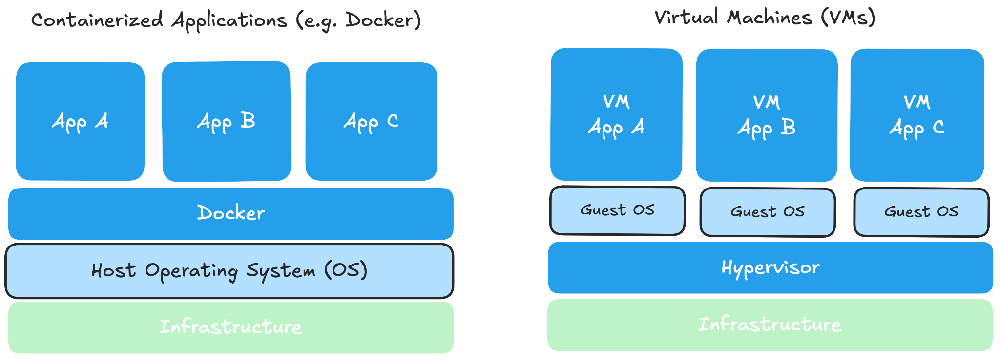 Containerized Applications (e.g. Docker)
App A
App B
App C
Docker
Host Operating System (OS)
Infrastructure
Virtual Machines (VMs)
VM
App A
VM
App B
VM
App C
Guest OS
Guest OS
Guest OS
Hypervisor
Infrastructure